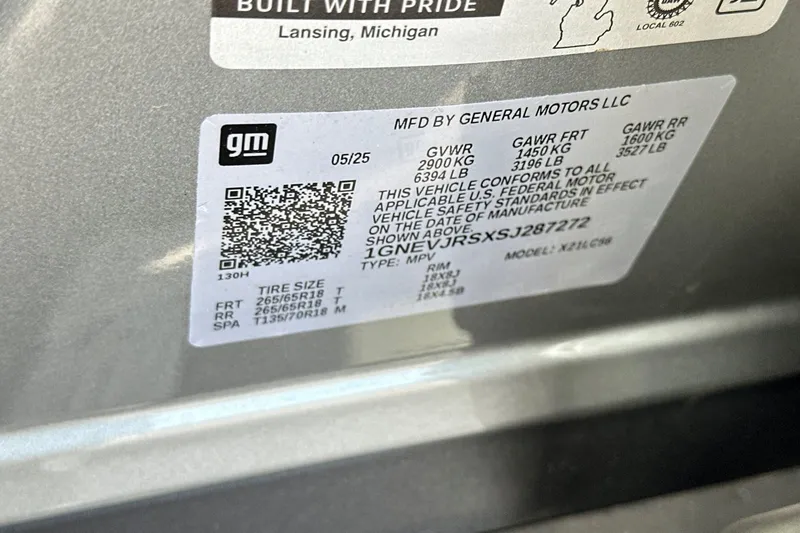 BUILT WITH PRIDE
Lansing, Michigan
LOCAL 602
gm
MFD BY GENERAL MOTORS LLC
05/25
GVWR GAWR FRT GAWR RR
2900 KG 1450 KG 1600 KG
6394 LB 3196 LB 3527 LB
THIS VEHICLE CONFORMS TO ALL
APPLICABLE U.S. FEDERAL MOTOR
VEHICLE SAFETY STANDARDS IN EFFECT
ON THE DATE OF MANUFACTURE
SHOWN ABOVE.
1GNEVJRSXSJ287272
TYPE: MPV MODEL: X21LC56
130H
TIRE SIZE RIM
FRT 265/65R18 T 18X8J
RR 265/65R18 T 18X8J
SPA T135/70R18 M 18X4.5B